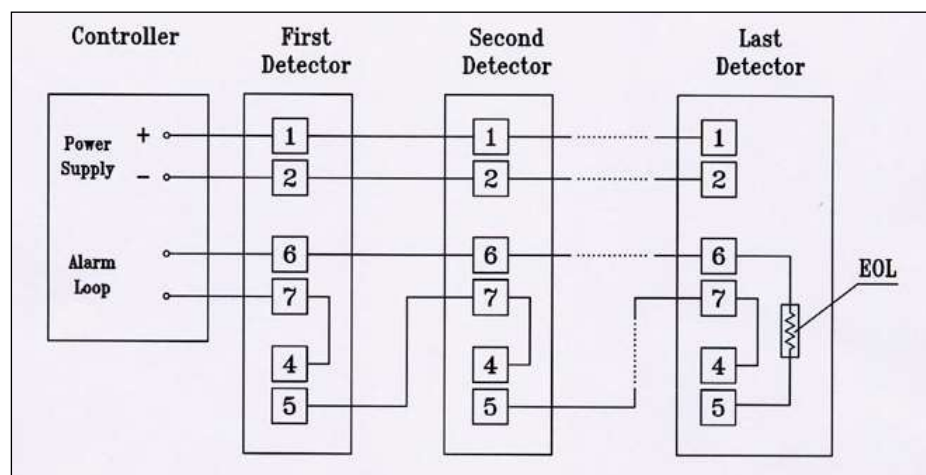 Controller
First
Detector
Second
Detector
Last
Detector
Power
Supply
+
−
Alarm
Loop
1
2
6
7
4
5
1
2
6
7
4
5
1
2
6
7
4
5
EOL